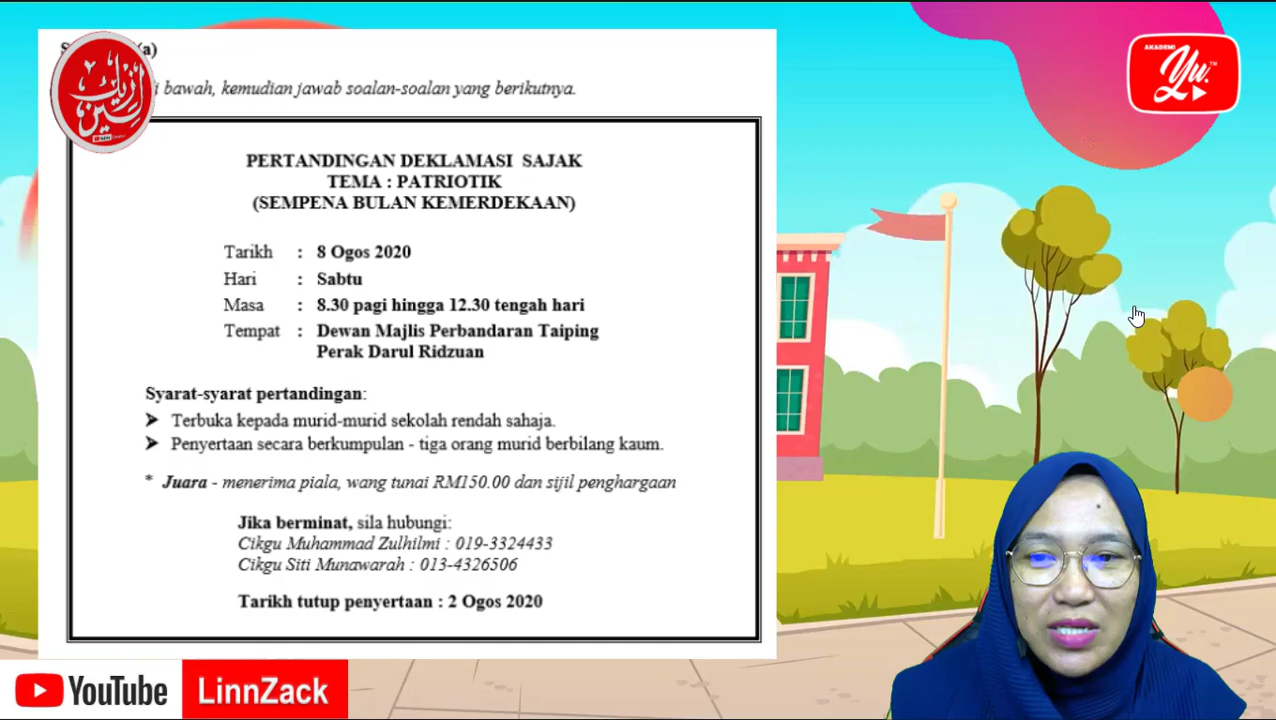 (a)
bawah, kemudian jawab soalan-soalan yang berikutnya.
AKADEMI
Yu.
TM
PERTANDINGAN DEKLAMASI SAJAK
TEMA : PATRIOTIK
(SEMPENA BULAN KEMERDEKAAN)
Tarikh : 8 Ogos 2020
Hari : Sabtu
Masa : 8.30 pagi hingga 12.30 tengah hari
Tempat : Dewan Majlis Perbandaran Taiping
Perak Darul Ridzuan
Syarat-syarat pertandingan:
➢ Terbuka kepada murid-murid sekolah rendah sahaja.
➢ Penyertaan secara berkumpulan - tiga orang murid berbilang kaum.
* Juara - menerima piala, wang tunai RM150.00 dan sijil penghargaan
Jika berminat, sila hubungi:
Cikgu Muhammad Zulhilmi : 019-3324433
Cikgu Siti Munawarah : 013-4326506
Tarikh tutup penyertaan : 2 Ogos 2020
YouTube LinnZack